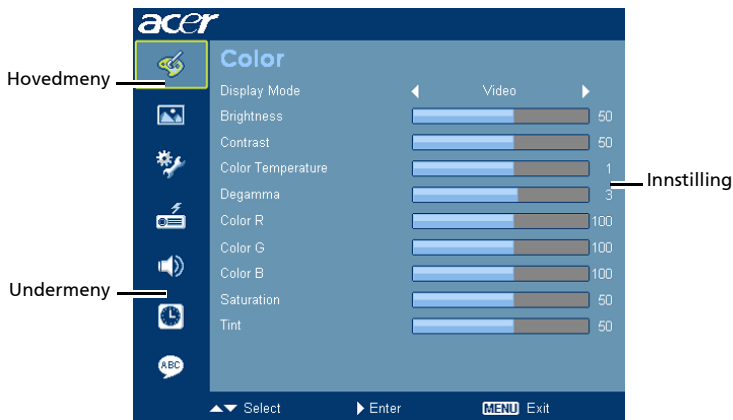 acer
Color
Hovedmeny
Display Mode Video
Brightness 50
Contrast 50
Color Temperature 1
Innstilling
Degamma 3
Color R 100
Color G 100
Color B 100
Undermeny
Saturation 50
Tint 50
ABC
Select Enter MENU Exit